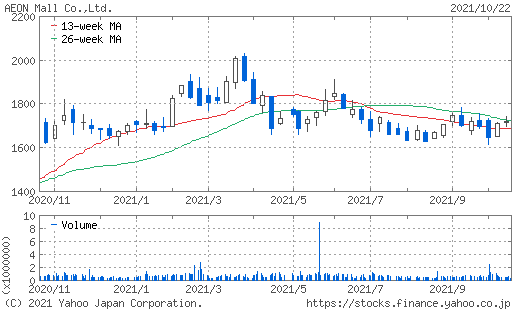 AEON Mall Co.,Ltd. 2021/10/22
2200
13-week MA
26-week MA
2000
1800
1600
1400
2020/11 2021/1 2021/3 2021/5 2021/7 2021/9
Volume
10
8
6
4
2
0
(x1000000)
2020/11 2021/1 2021/3 2021/5 2021/7 2021/9
(C) 2021 Yahoo Japan Corporation. https://stocks.finance.yahoo.co.jp/